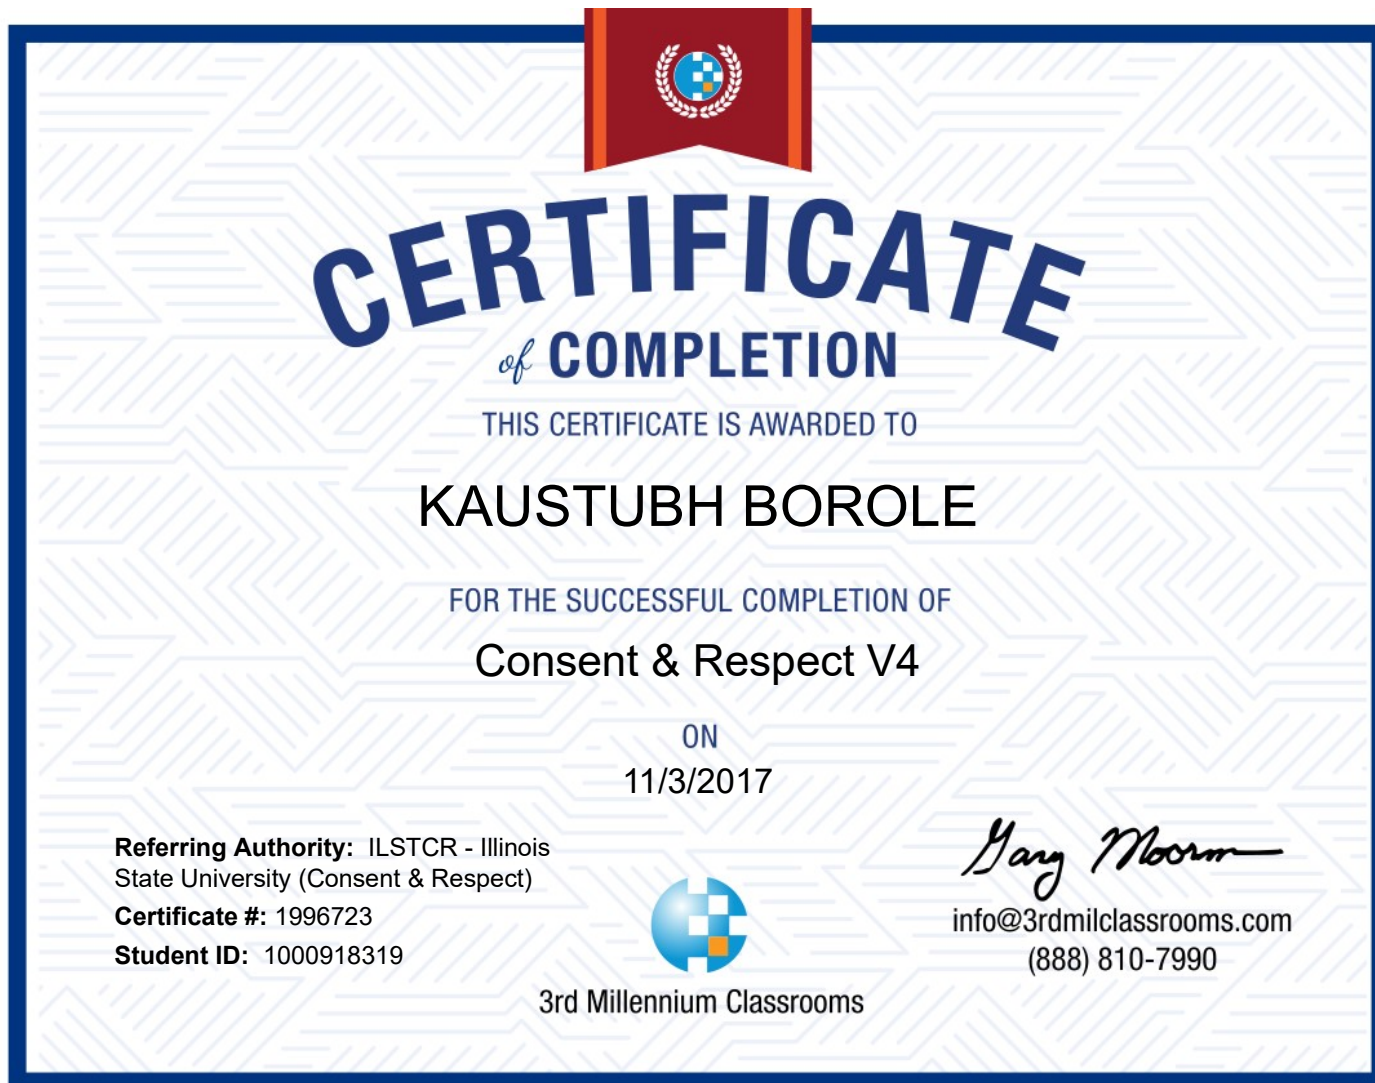 CERTIFICATE
of COMPLETION
THIS CERTIFICATE IS AWARDED TO
KAUSTUBH BOROLE
FOR THE SUCCESSFUL COMPLETION OF
Consent & Respect V4
ON
11/3/2017
Referring Authority: ILSTCR - Illinois
State University (Consent & Respect)
Certificate #: 1996723
Student ID: 1000918319
3rd Millennium Classrooms
Gary Moorm
info@3rdmilclassrooms.com
(888) 810-7990